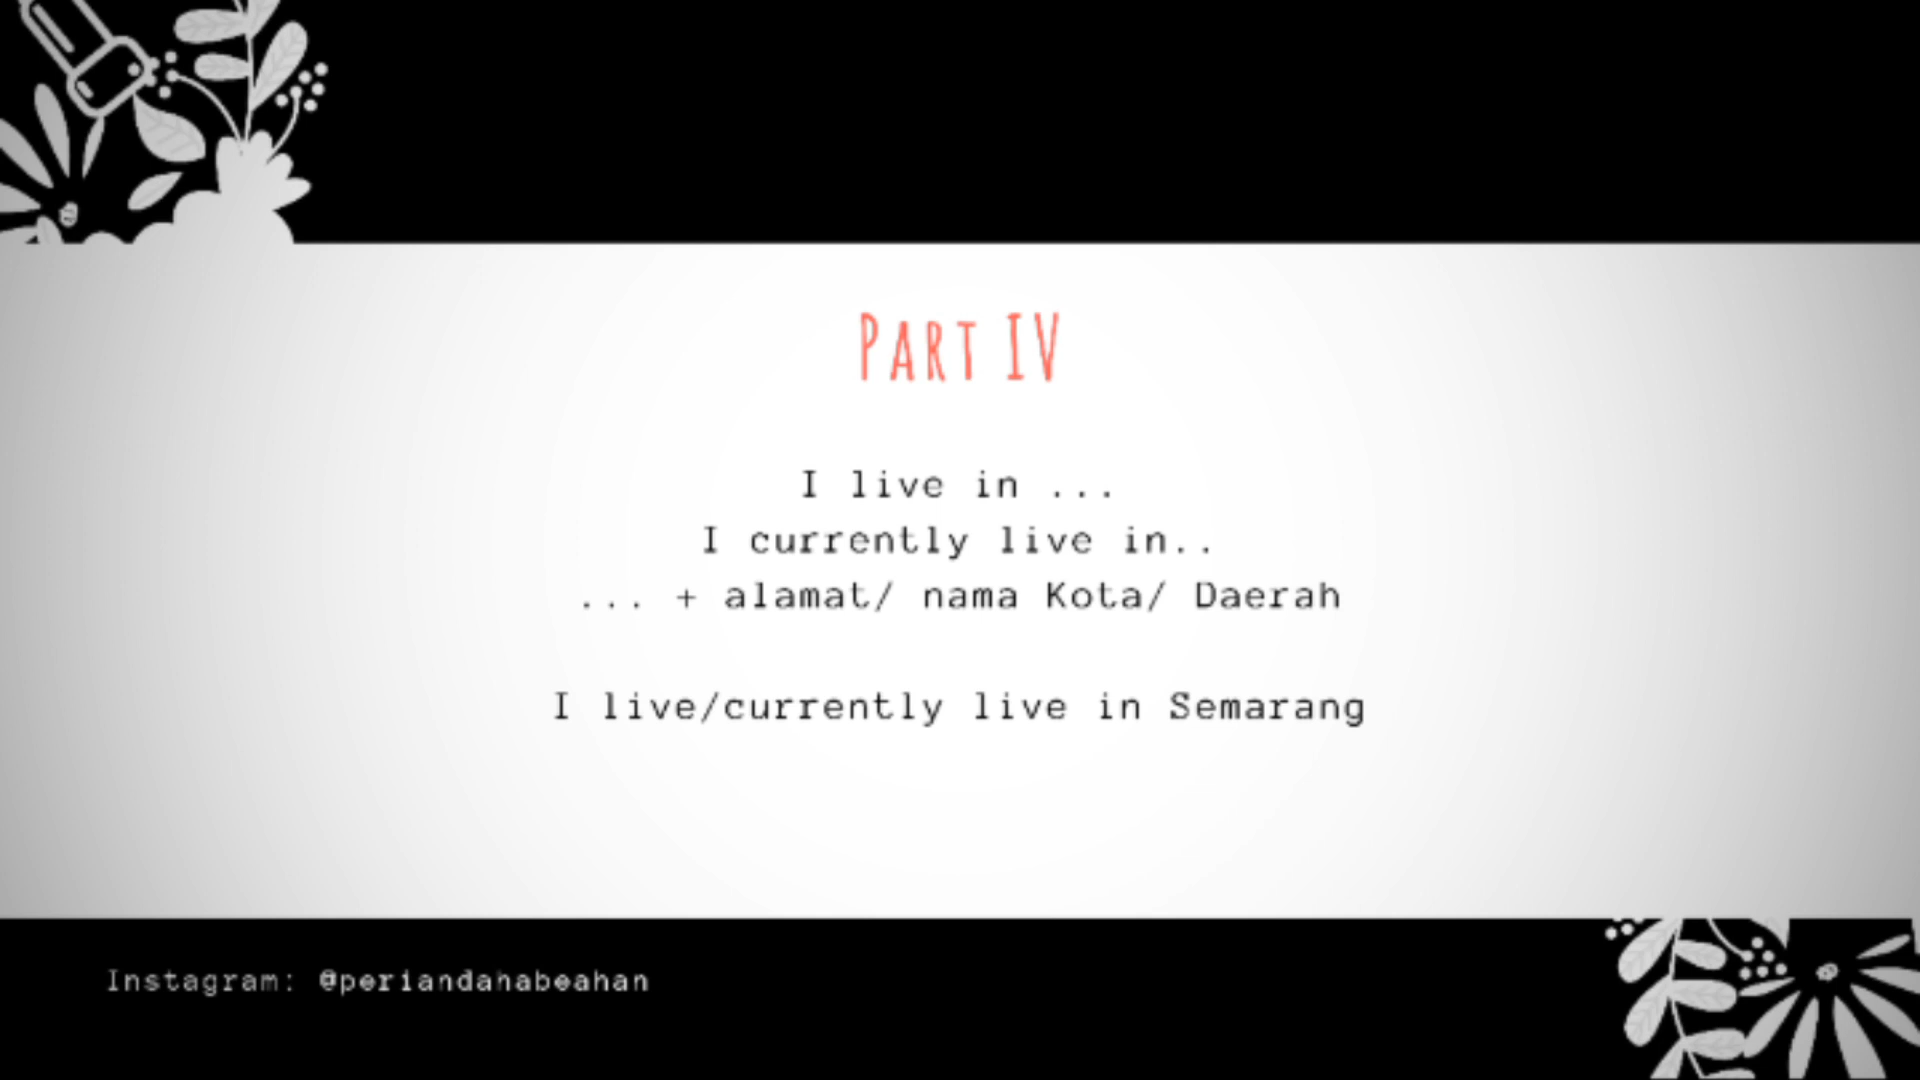 PART IV
I live in ...
I currently live in..
... + alamat/ nama Kota/ Daerah
I live/currently live in Semarang
Instagram: @periandahabeahan